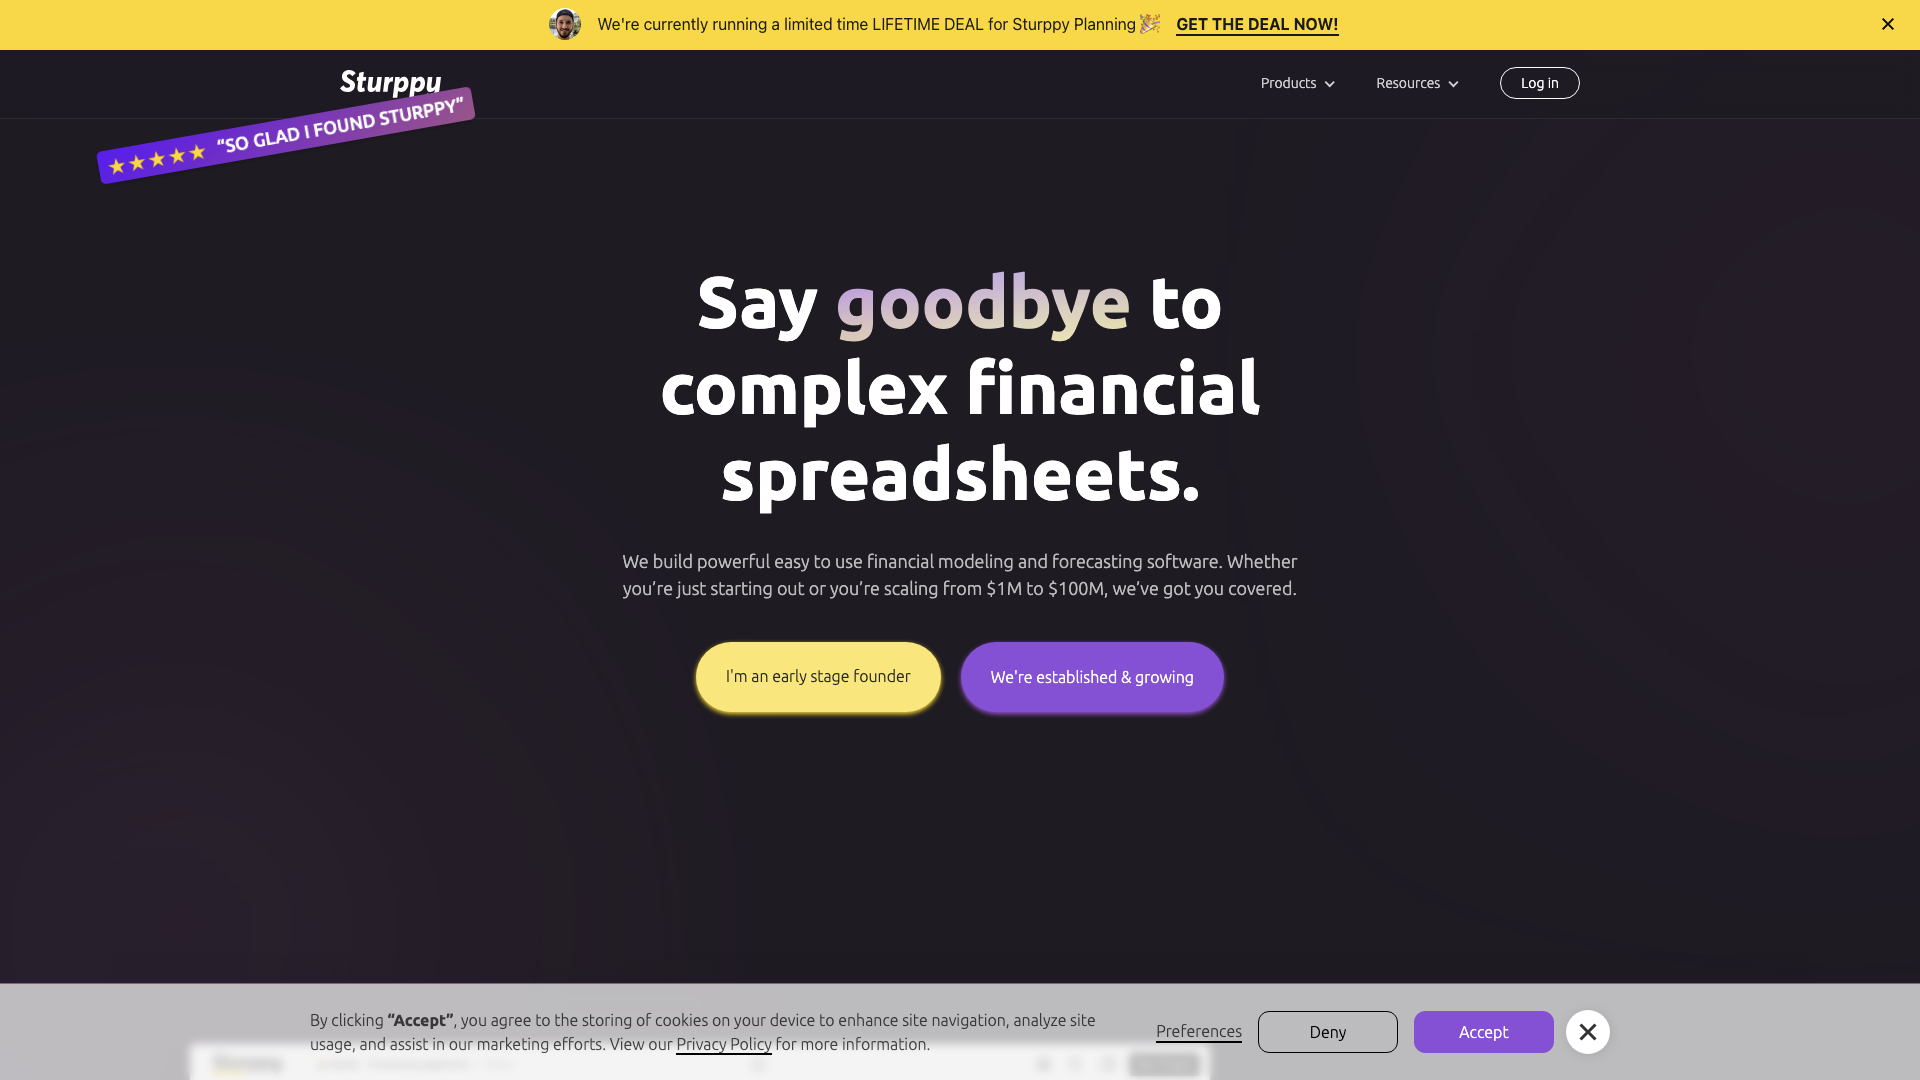 We're currently running a limited time LIFETIME DEAL for Sturppy Planning 🎉 GET THE DEAL NOW!
Sturppy
Products
Resources
Log in
“SO GLAD I FOUND STURPPY”
Say goodbye to
complex financial
spreadsheets.
We build powerful easy to use financial modeling and forecasting software. Whether
you’re just starting out or you’re scaling from $1M to $100M, we’ve got you covered.
I'm an early stage founder
We're established & growing
By clicking “Accept”, you agree to the storing of cookies on your device to enhance site navigation, analyze site
usage, and assist in our marketing efforts. View our Privacy Policy for more information.
Preferences
Deny
Accept